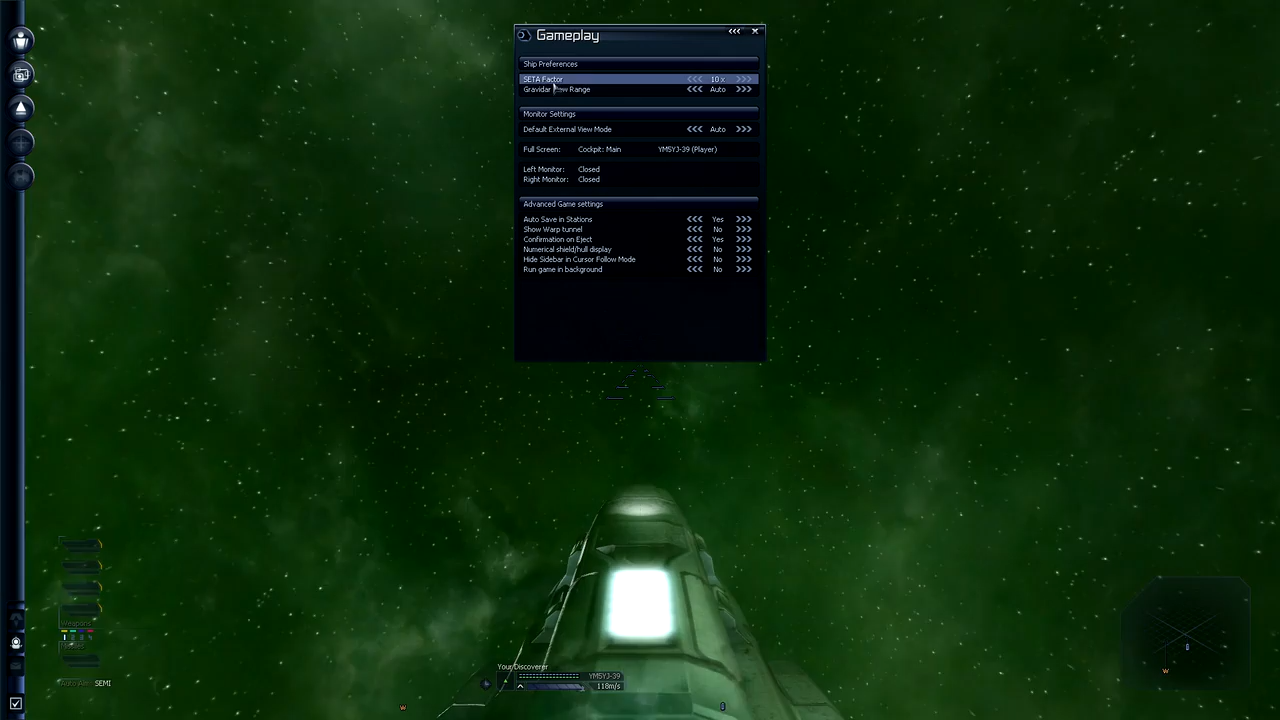 Gameplay
Ship Preferences
SETA Factor <<< 10 x >>>
Gravidar Range <<< Auto >>>
Monitor Settings
Default External View Mode <<< Auto >>>
Full Screen: Cockpit: Main YM5YJ-39 (Player)
Left Monitor: Closed
Right Monitor: Closed
Advanced Game settings
Auto Save in Stations <<< Yes >>>
Show Warp tunnel <<< No >>>
Confirmation on Eject <<< Yes >>>
Numerical shield/hull display <<< No >>>
Hide Sidebar in Cursor Follow Mode <<< No >>>
Run game in background <<< No >>>
Weapons
SEMI
Your Discoverer
YM5YJ-39
118m/s
W
W